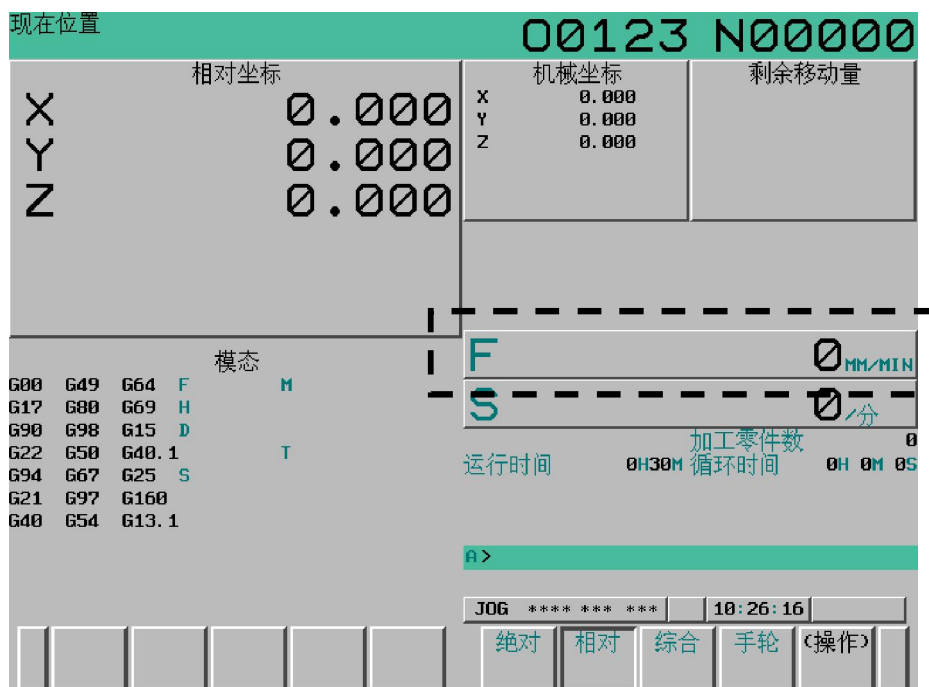 现在位置 O0123 N00000
相对坐标
X 0.000
Y 0.000
Z 0.000
机械坐标
X 0.000
Y 0.000
Z 0.000
剩余移动量
F 0 MM/MIN
S 0 /分
加工零件数 0
运行时间 0H30M 循环时间 0H 0M 0S
模态
G00 G49 G64 F M
G17 G80 G69 H
G90 G98 G15 D
G22 G50 G40.1 T
G94 G67 G25 S
G21 G97 G160
G40 G54 G13.1
A>
JOG **** *** *** 10:26:16
绝对 相对 综合 手轮 (操作)